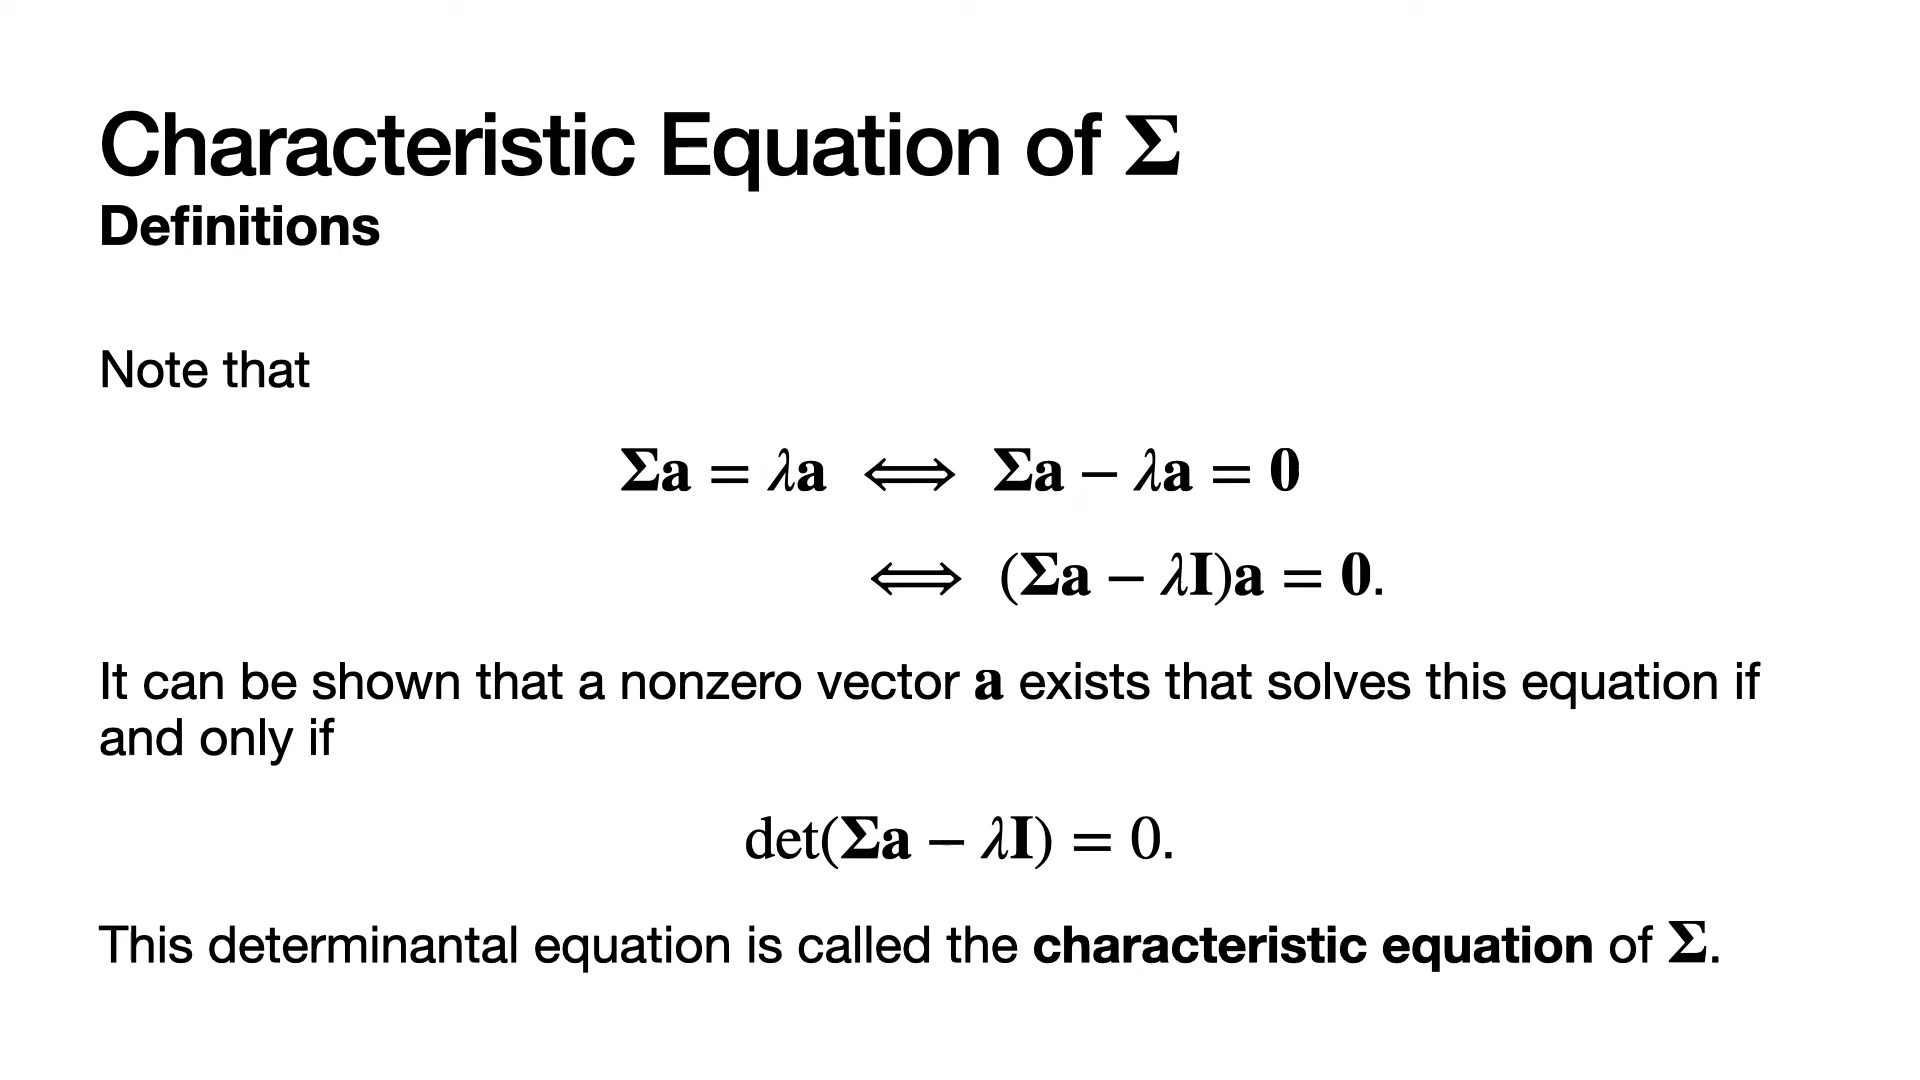 Characteristic Equation of Σ
Definitions
Note that
Σa = λa ⟺ Σa − λa = 0
⟺ (Σa − λI)a = 0.
It can be shown that a nonzero vector a exists that solves this equation if
and only if
det(Σa − λI) = 0.
This determinantal equation is called the characteristic equation of Σ.